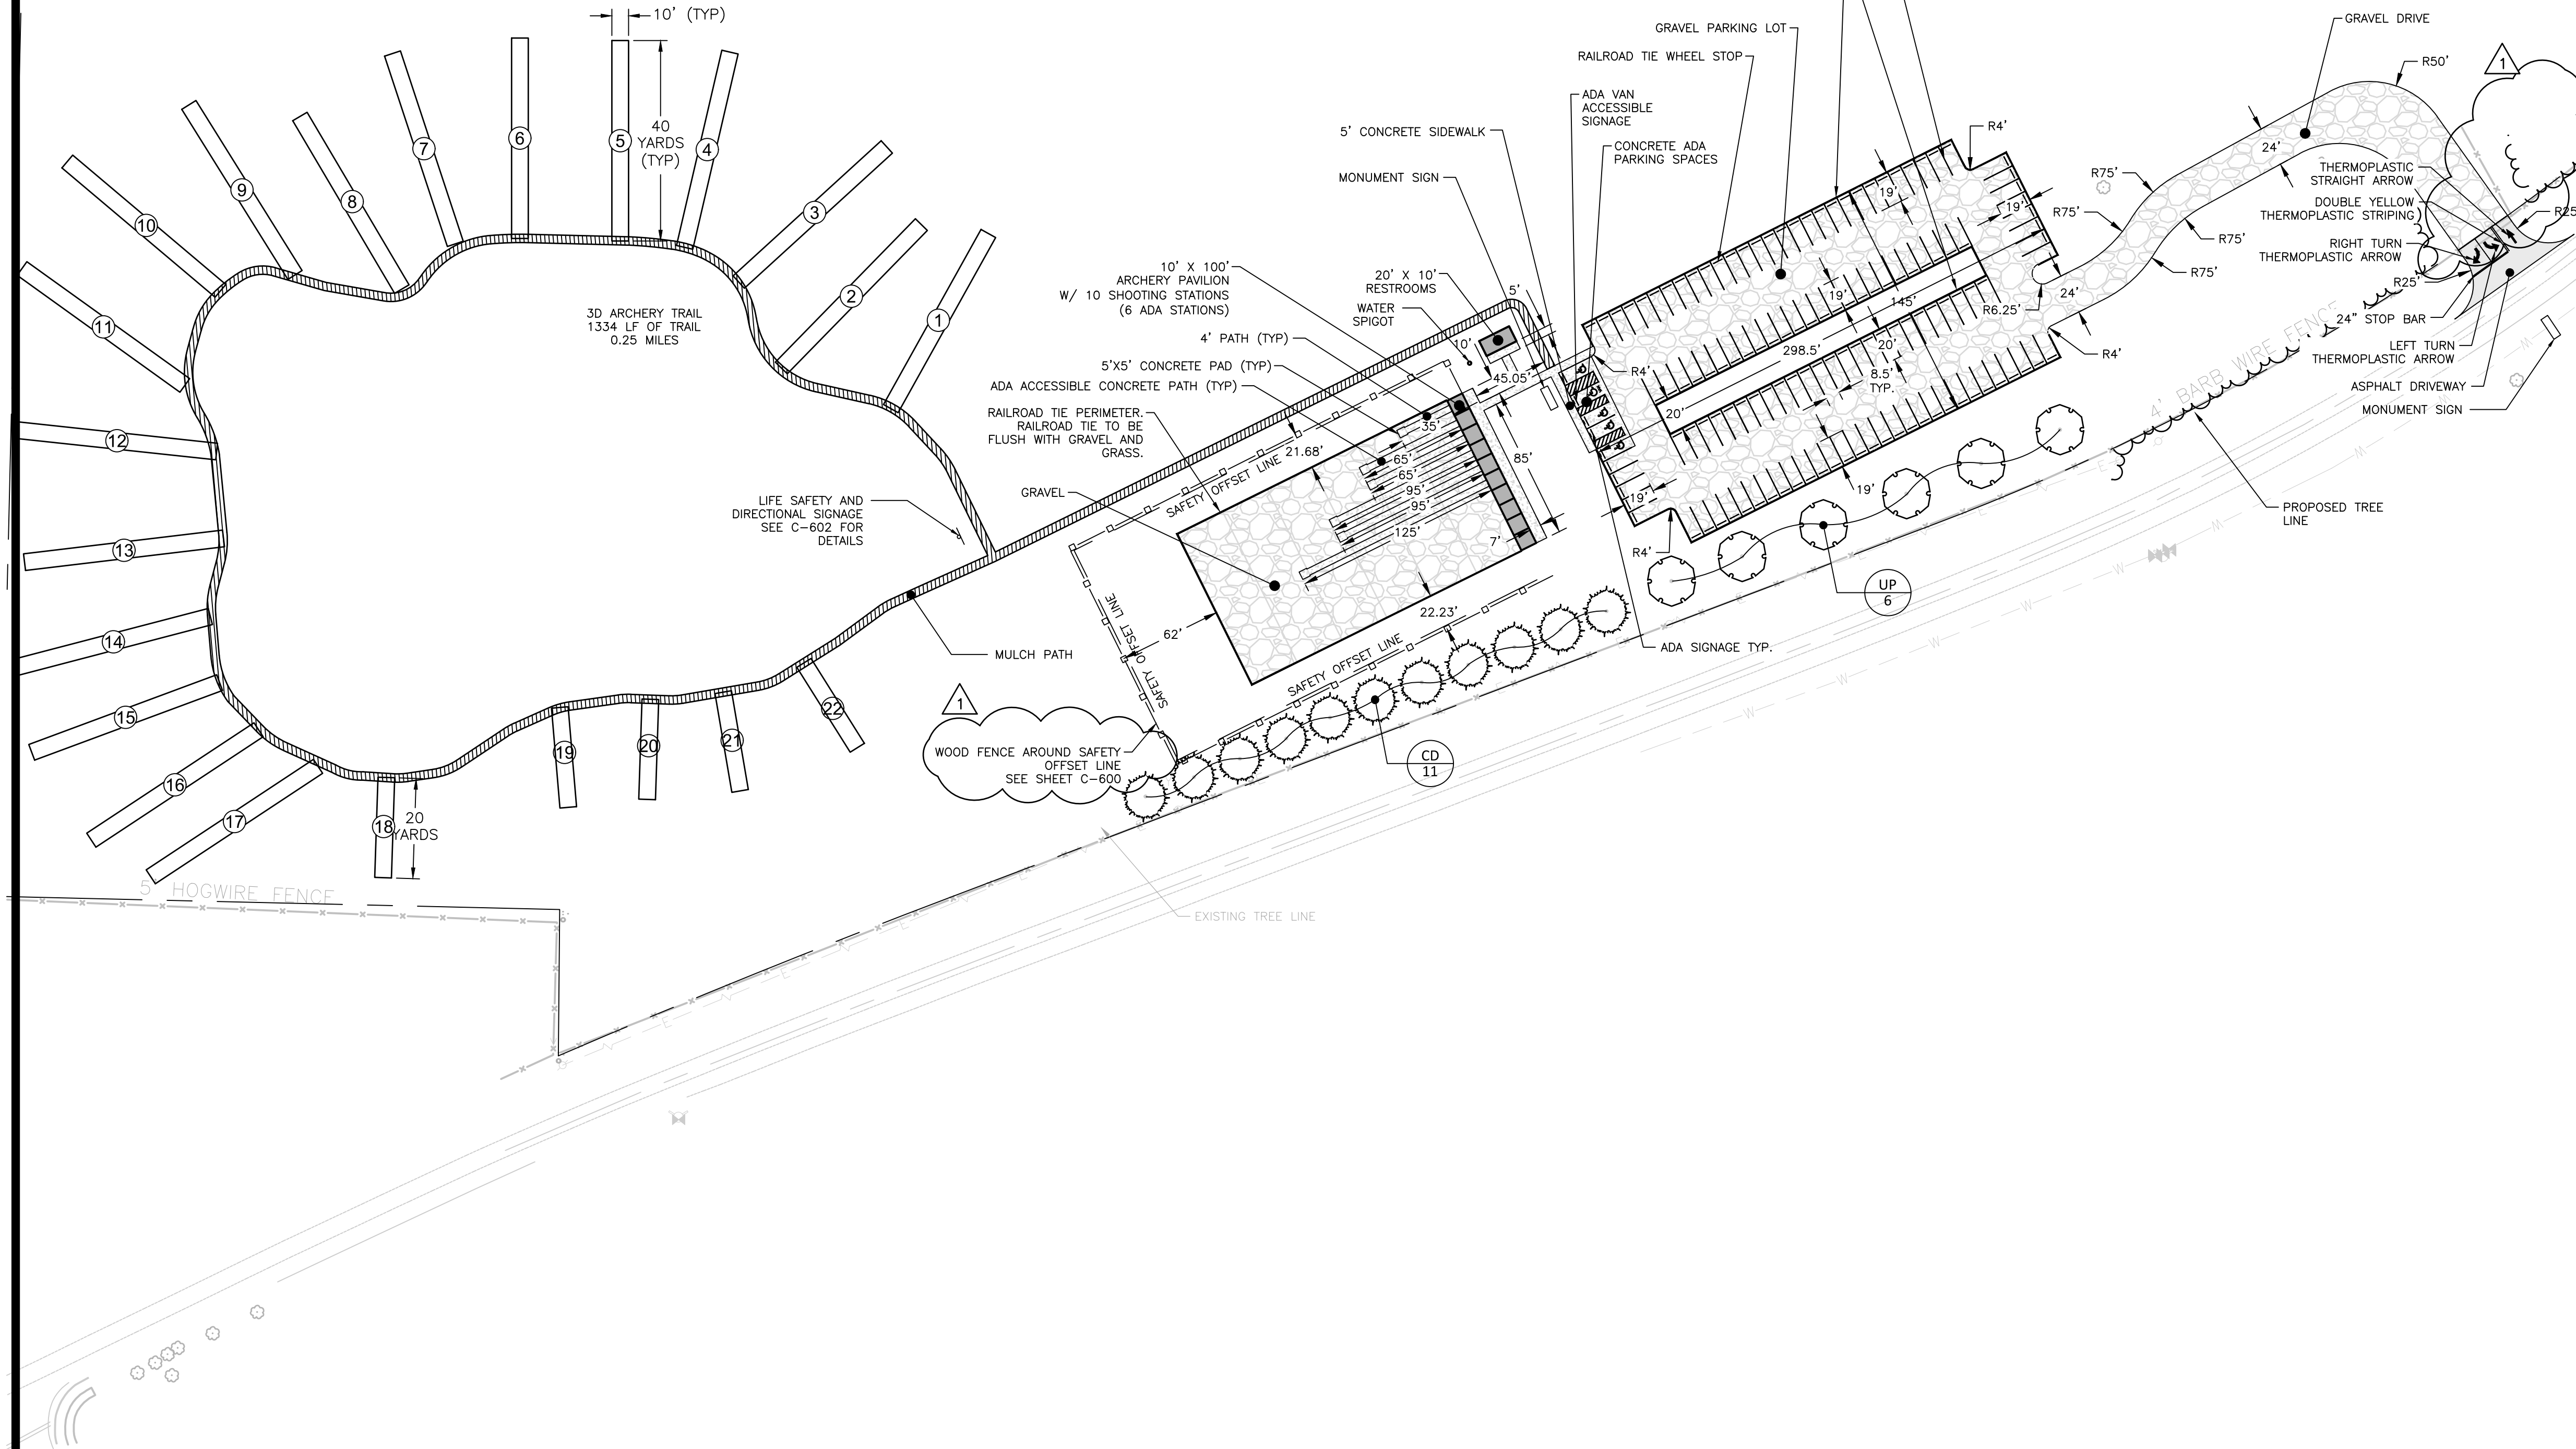 10' (TYP)
40
YARDS
(TYP)
1
2
3
4
5
6
7
8
9
10
11
12
13
14
15
16
17
18
19
20
21
22
20
YARDS
3D ARCHERY TRAIL
1334 LF OF TRAIL
0.25 MILES
LIFE SAFETY AND
DIRECTIONAL SIGNAGE
SEE C-602 FOR
DETAILS
MULCH PATH
5' HOGWIRE FENCE
1
WOOD FENCE AROUND SAFETY
OFFSET LINE
SEE SHEET C-600
EXISTING TREE LINE
GRAVEL
RAILROAD TIE PERIMETER.
RAILROAD TIE TO BE
FLUSH WITH GRAVEL AND
GRASS.
ADA ACCESSIBLE CONCRETE PATH (TYP)
5'X5' CONCRETE PAD (TYP)
4' PATH (TYP)
10' X 100'
ARCHERY PAVILION
W/ 10 SHOOTING STATIONS
(6 ADA STATIONS)
WATER
SPIGOT
20' X 10'
RESTROOMS
MONUMENT SIGN
5' CONCRETE SIDEWALK
RAILROAD TIE WHEEL STOP
GRAVEL PARKING LOT
ADA VAN
ACCESSIBLE
SIGNAGE
CONCRETE ADA
PARKING SPACES
SAFETY OFFSET LINE
21.68'
SAFETY OFFSET LINE
SAFETY OFFSET LINE
SAFETY OFFSET LINE
62'
22.23'
35'
65'
65'
95'
95'
125'
7'
85'
45.05'
10'
5'
R4'
R4'
R4'
R4'
19'
19'
19'
19'
19'
20'
20'
145'
298.5'
8.5'
TYP.
R6.25'
24'
24'
R75'
R75'
R75'
R75'
R50'
GRAVEL DRIVE
1
THERMOPLASTIC
STRAIGHT ARROW
DOUBLE YELLOW
THERMOPLASTIC STRIPING
RIGHT TURN
THERMOPLASTIC ARROW
R25'
R25'
24" STOP BAR
LEFT TURN
THERMOPLASTIC ARROW
ASPHALT DRIVEWAY
MONUMENT SIGN
4' BARB WIRE FENCE
PROPOSED TREE
LINE
UP
6
ADA SIGNAGE TYP.
CD
11